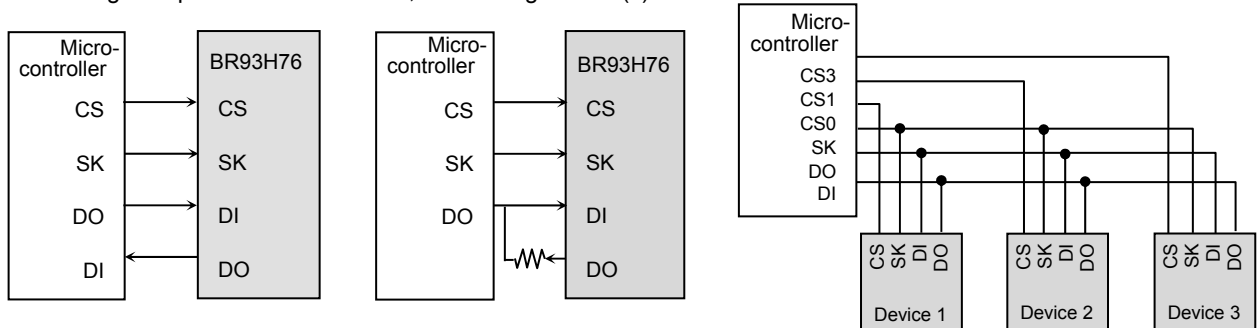 Micro-
controller
CS
SK
DO
DI
BR93H76
CS
SK
DI
DO
Micro-
controller
CS
SK
DO
BR93H76
CS
SK
DI
DO
Micro-
controller
CS3
CS1
CS0
SK
DO
DI
CS
SK
DI
DO
Device 1
CS
SK
DI
DO
Device 2
CS
SK
DI
DO
Device 3